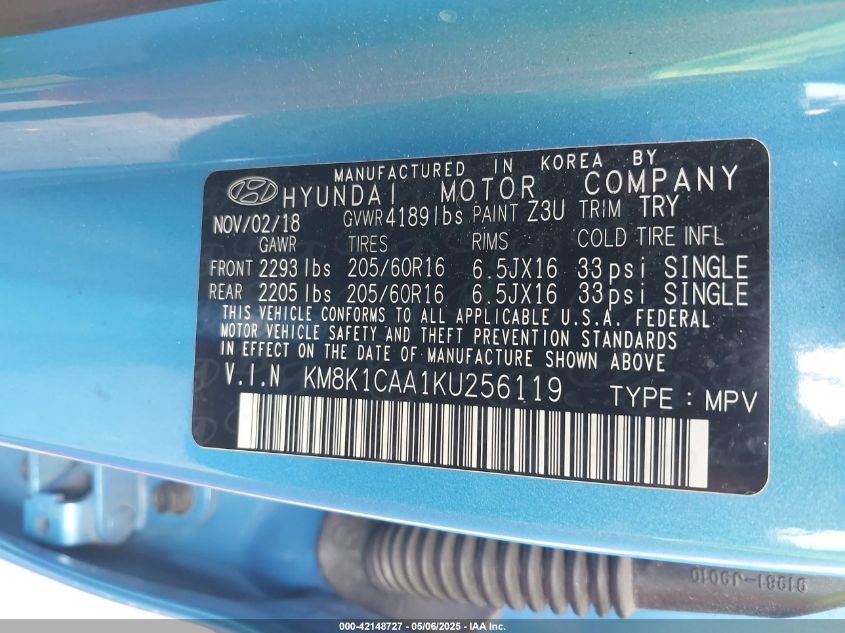 MANUFACTURED IN KOREA BY
HYUNDAI MOTOR COMPANY
NOV/02/18 GVWR 4189 lbs PAINT Z3U TRIM TRY
GAWR TIRES RIMS COLD TIRE INFL
FRONT 2293 lbs 205/60R16 6.5JX16 33psi SINGLE
REAR 2205 lbs 205/60R16 6.5JX16 33psi SINGLE
THIS VEHICLE CONFORMS TO ALL APPLICABLE U.S.A. FEDERAL
MOTOR VEHICLE SAFETY AND THEFT PREVENTION STANDARDS
IN EFFECT ON THE DATE OF MANUFACTURE SHOWN ABOVE
V.I.N KM8K1CAA1KU256119 TYPE : MPV
91981-J9010
000-42148727 - 05/06/2025 - IAA Inc.